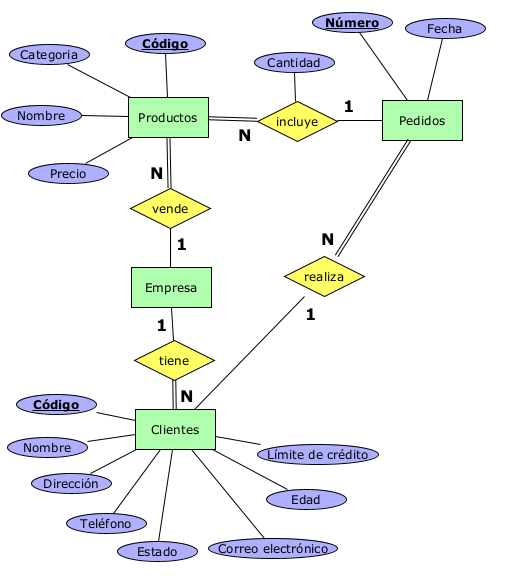 Número
Fecha
Código
Categoria
Cantidad
Nombre
Productos
N
incluye
1
Pedidos
Precio
N
vende
1
N
Empresa
realiza
1
1
tiene
N
Código
Clientes
Nombre
Límite de crédito
Dirección
Edad
Teléfono
Estado
Correo electrónico